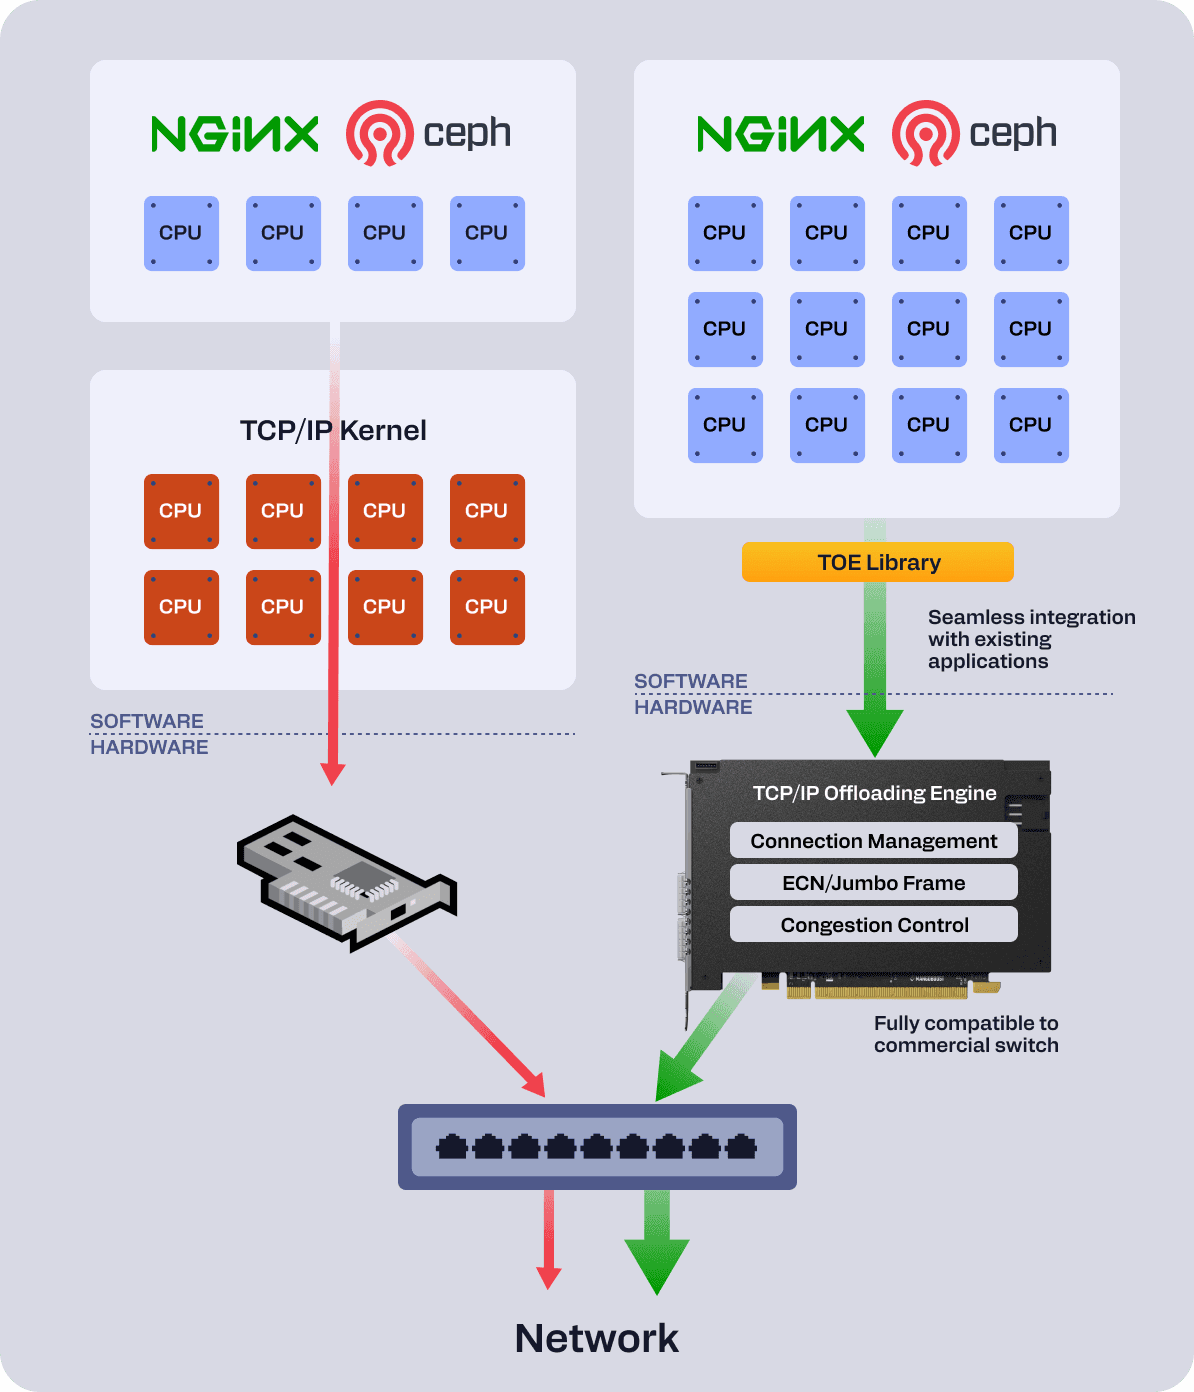 NGINX ceph
CPU CPU CPU CPU
TCP/IP Kernel
CPU CPU CPU CPU
CPU CPU CPU CPU
SOFTWARE
HARDWARE
NGINX ceph
CPU CPU CPU CPU
CPU CPU CPU CPU
CPU CPU CPU CPU
TOE Library
Seamless integration
with existing
applications
SOFTWARE
HARDWARE
TCP/IP Offloading Engine
Connection Management
ECN/Jumbo Frame
Congestion Control
MANGOBOOST
Fully compatible to
commercial switch
Network